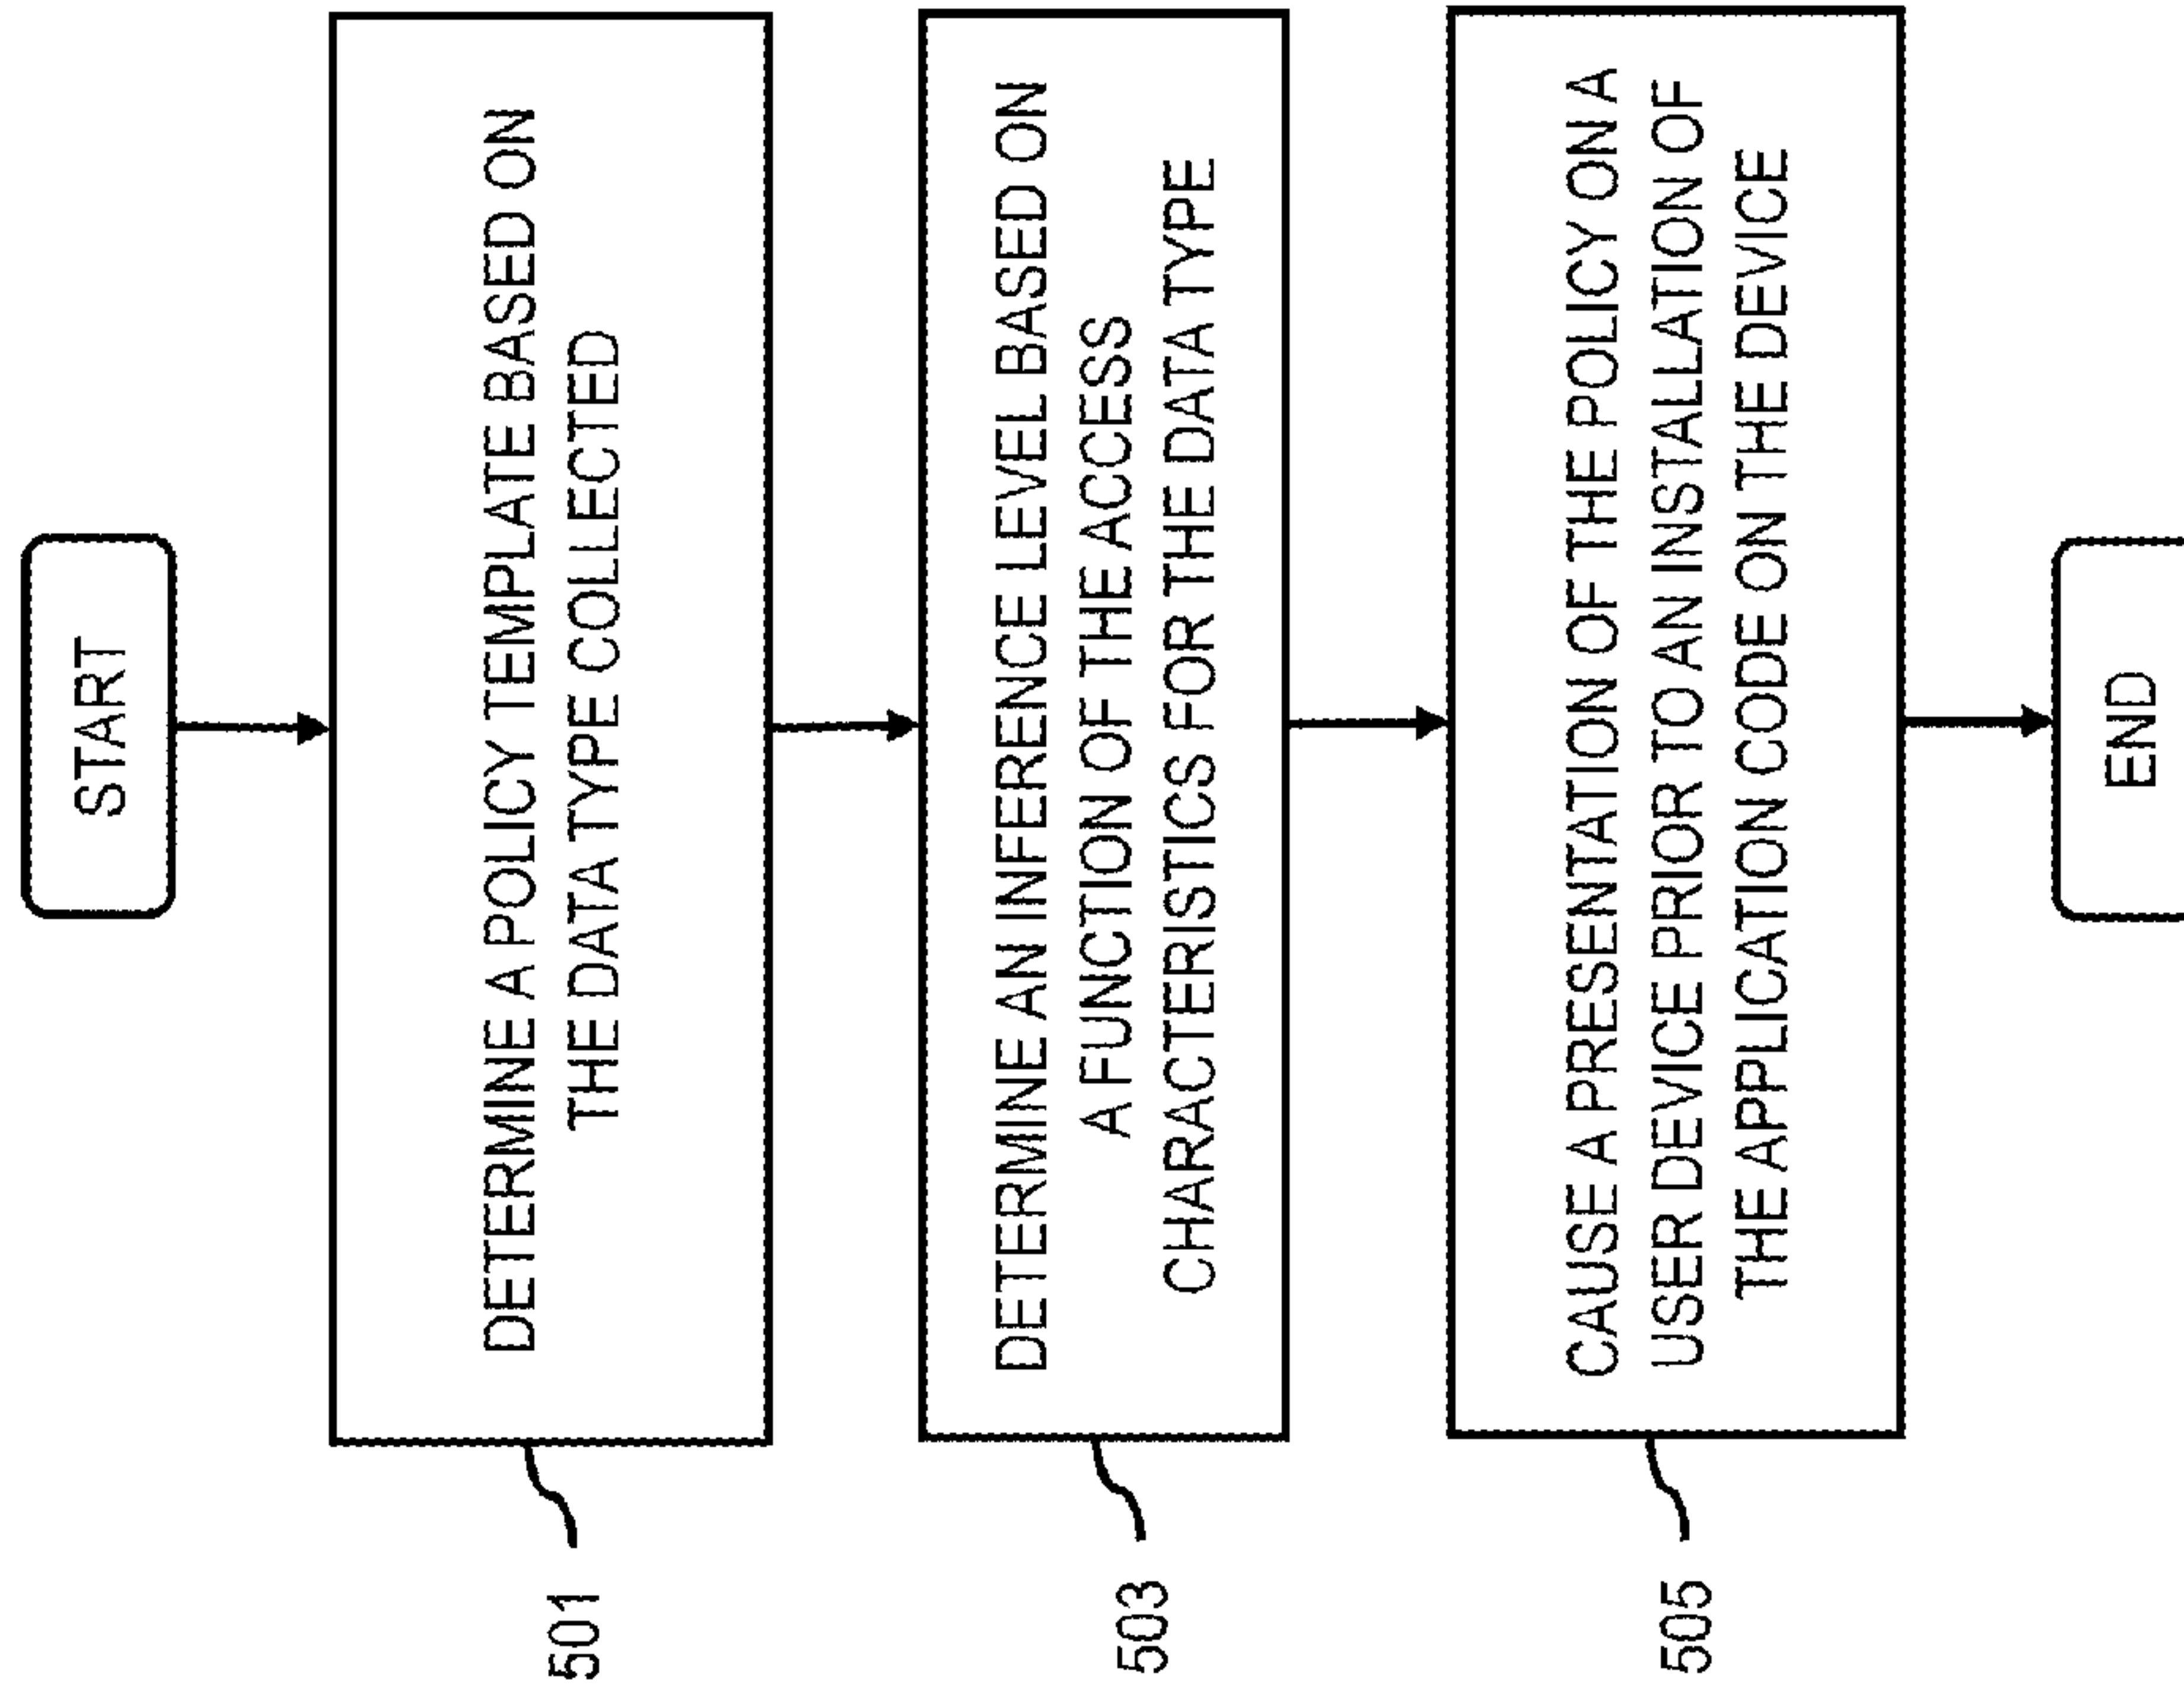 START
DETERMINE A POLICY TEMPLATE BASED ON
THE DATA TYPE COLLECTED
501
DETERMINE AN INFERENCE LEVEL BASED ON
A FUNCTION OF THE ACCESS
CHARACTERISTICS FOR THE DATA TYPE
503
CAUSE A PRESENTATION OF THE POLICY ON A
USER DEVICE PRIOR TO AN INSTALLATION OF
THE APPLICATION CODE ON THE DEVICE
505
END